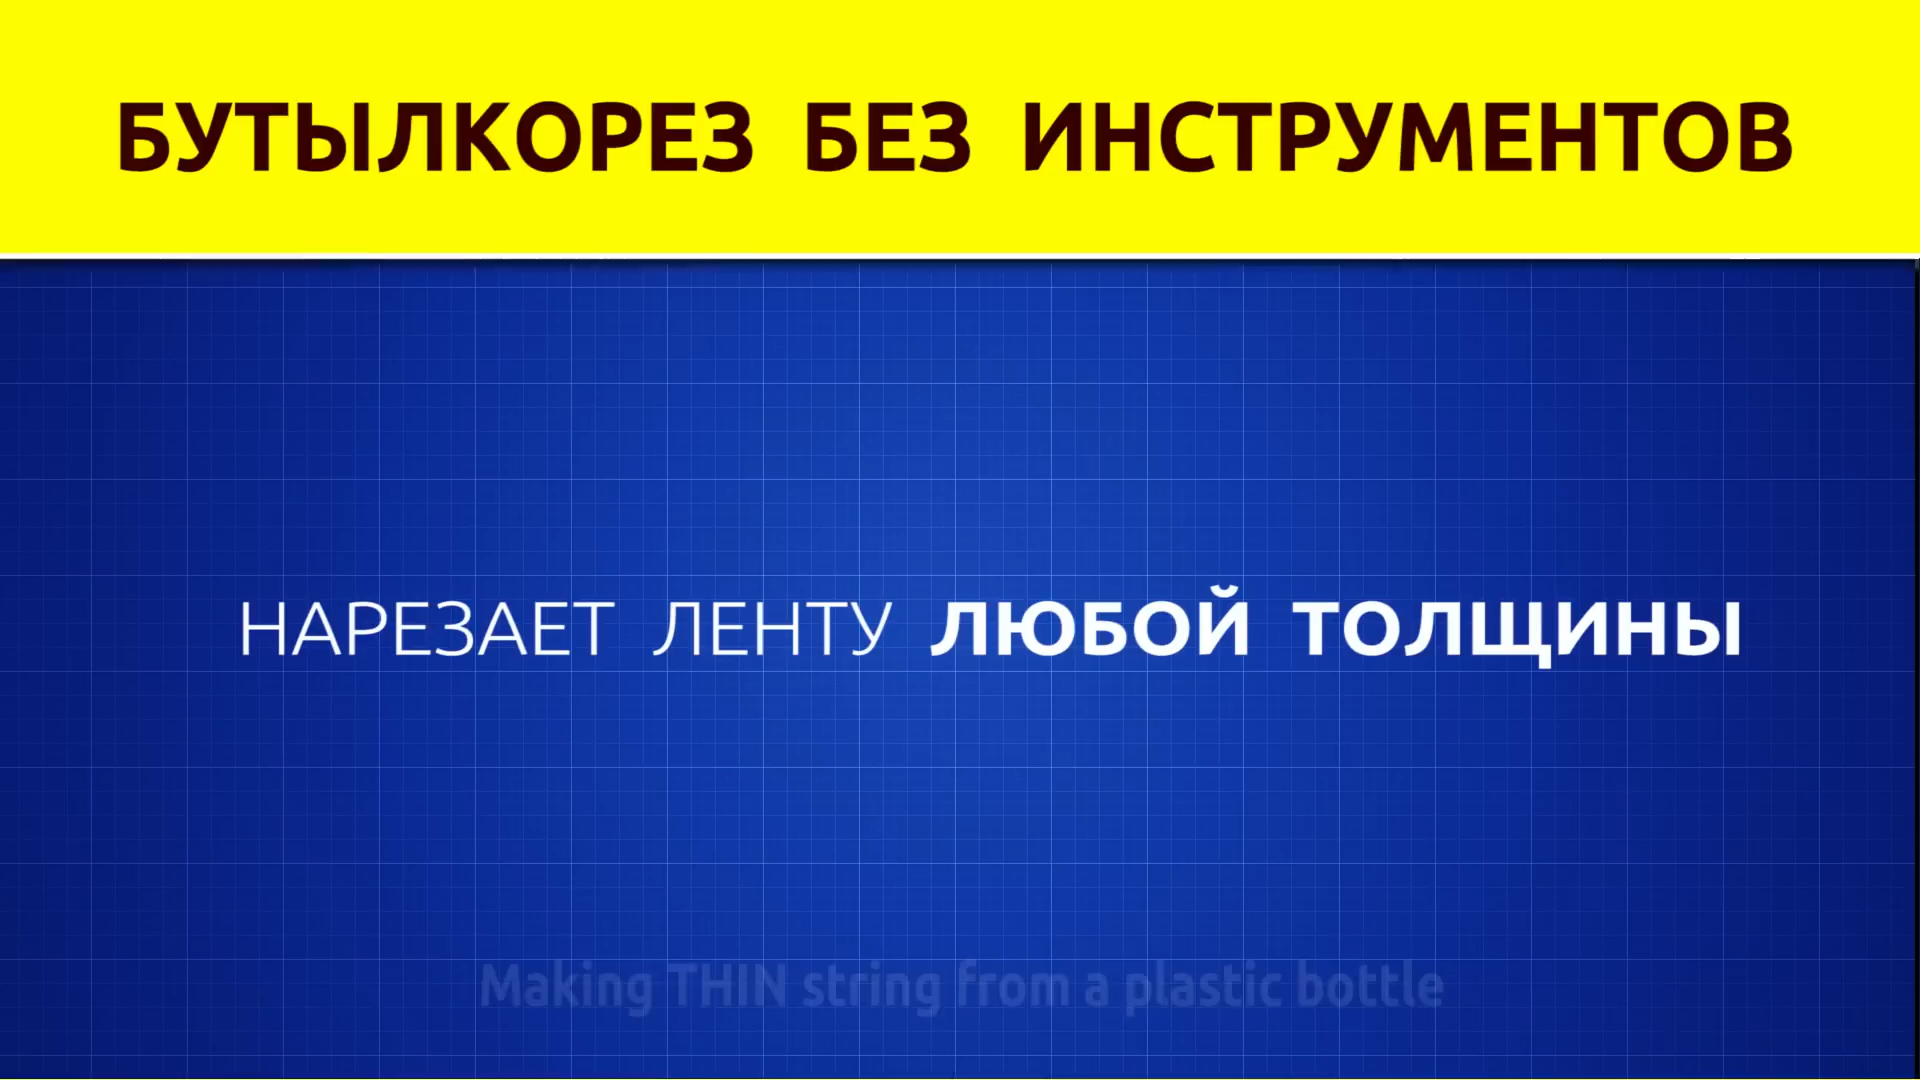 БУТЫЛКОРЕЗ БЕЗ ИНСТРУМЕНТОВ
НАРЕЗАЕТ ЛЕНТУ ЛЮБОЙ ТОЛЩИНЫ
Making THIN string from a plastic bottle